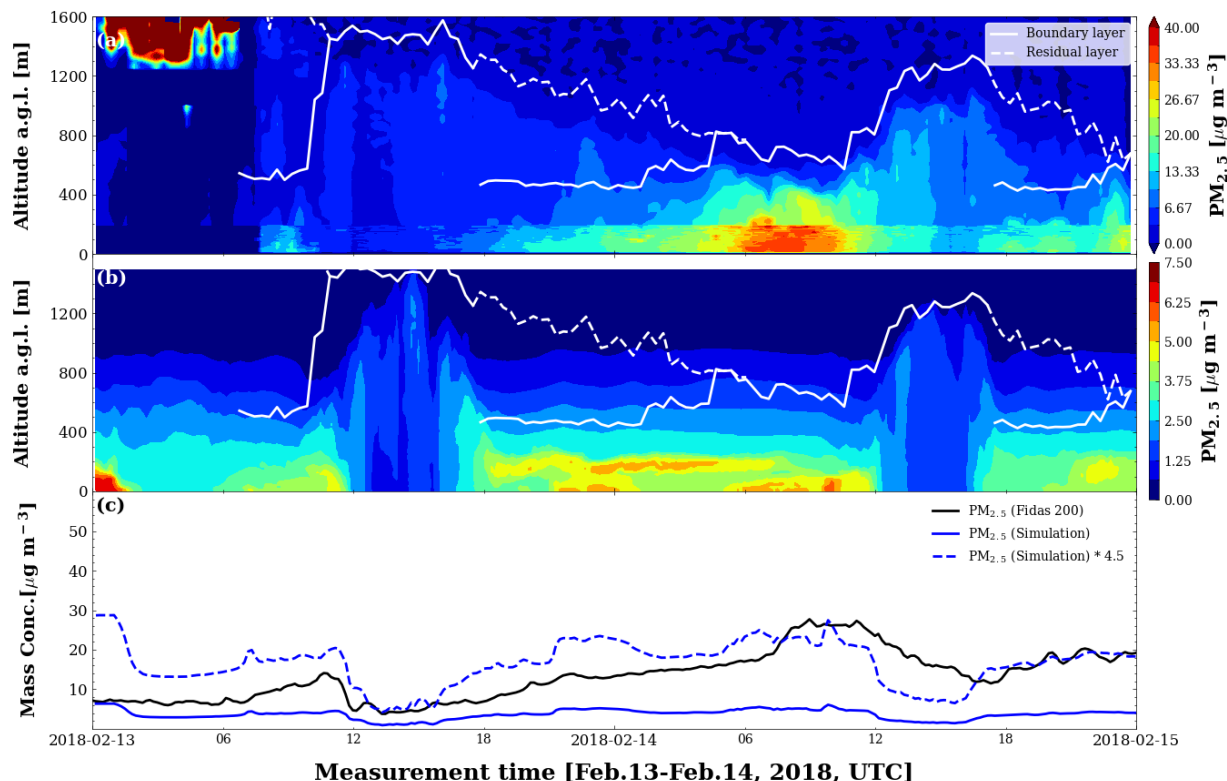 1600
1200
800
400
0
Altitude a.g.l. [m]
(a)
Boundary layer
Residual layer
40.00
33.33
26.67
20.00
13.33
6.67
0.00
PM2.5 [μg m−3]
1200
800
400
0
Altitude a.g.l. [m]
(b)
7.50
6.25
5.00
3.75
2.50
1.25
0.00
PM2.5 [μg m−3]
50
40
30
20
10
Mass Conc.[μg m−3]
(c)
PM2.5 (Fidas 200)
PM2.5 (Simulation)
PM2.5 (Simulation) * 4.5
2018-02-13 06 12 18 2018-02-14 06 12 18 2018-02-15
Measurement time [Feb.13-Feb.14, 2018, UTC]